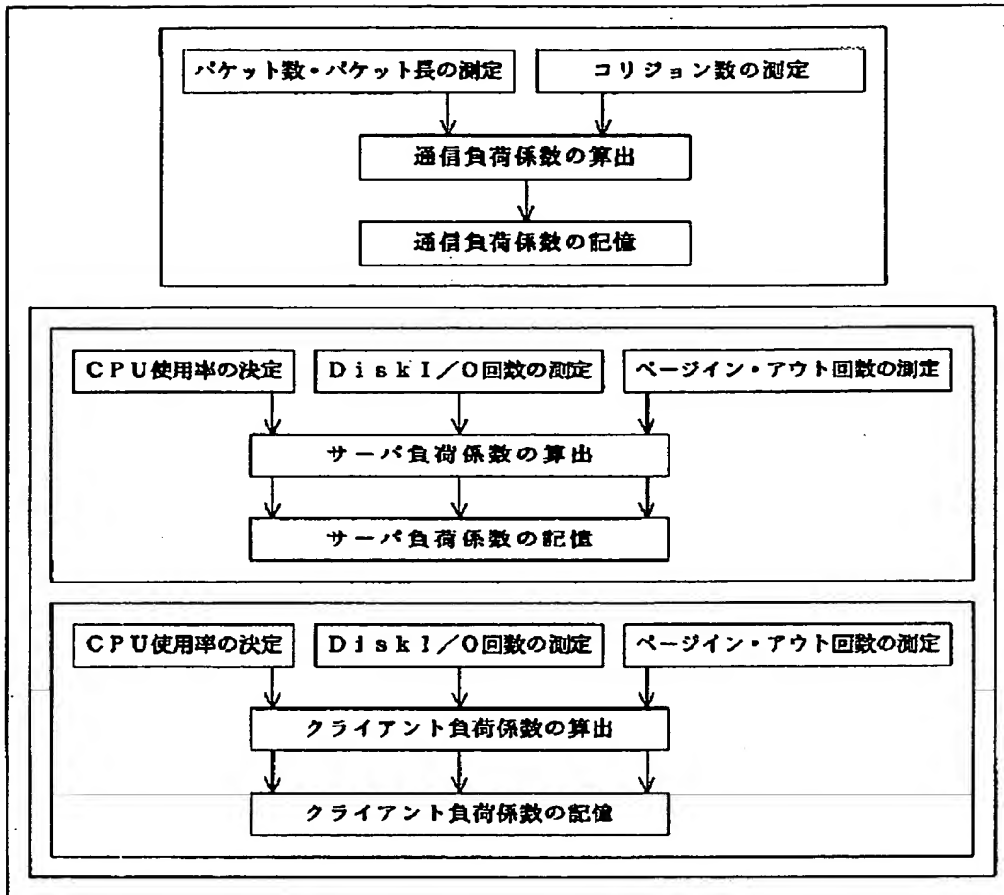 パケット数・パケット長の測定
コリジョン数の測定
通信負荷係数の算出
通信負荷係数の記憶
CPU使用率の決定
DiskI/O回数の測定
ページイン・アウト回数の測定
サーバ負荷係数の算出
サーバ負荷係数の記憶
CPU使用率の決定
DiskI/O回数の測定
ページイン・アウト回数の測定
クライアント負荷係数の算出
クライアント負荷係数の記憶